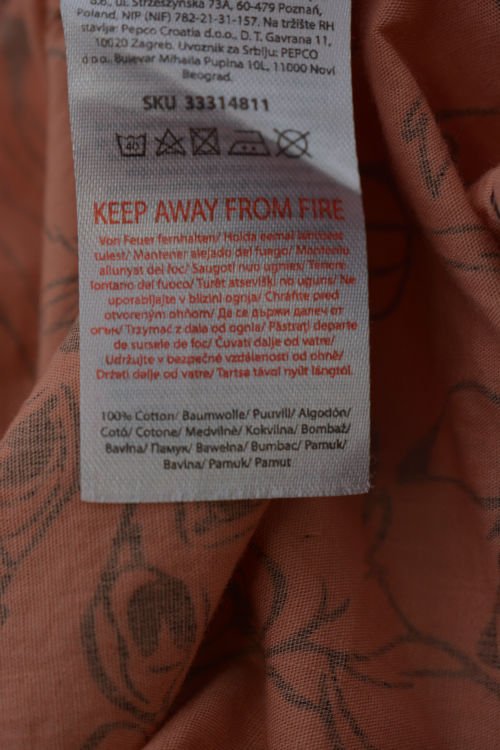 o.o., ul. Strzeszyńska 73A, 60-479 Poznań,
Poland, NIP (NIF) 782-21-31-157. Na tržište RH
stavlja: Pepco Croatia d.o.o., D. T. Gavrana 11,
10020 Zagreb. Uvoznik za Srbiju: PEPCO
d.o.o. Bulevar Mihaila Pupina 10L, 11000 Novi
Beograd.
SKU 33314811
40
KEEP AWAY FROM FIRE
Von Feuer fernhalten/ Hoida eemal lahtisest
tulest/ Mantener alejado del fuego/ Mantenir
allunyat del foc/ Saugoti nuo ugnies/ Tenere
lontano dal fuoco/ Turēt atsevišķi no uguns/ Ne
uporabljajte v bližini ognja/ Chraňte pred
otvoreným ohňom/ Да се държи далеч от
огън/ Trzymać z dala od ognia/ Păstrați departe
de sursele de foc/ Čuvati dalje od vatre/
Udržujte v bezpečné vzdálenosti od ohně/
Držati dalje od vatre/ Tartsa távol nyílt lángtól.
100% Cotton/ Baumwolle/ Puuvill/ Algodón/
Cotó/ Cotone/ Medvilnė/ Kokvilna/ Bombaž/
Bavlna/ Памук/ Bawełna/ Bumbac/ Pamuk/
Bavlna/ Pamuk/ Pamut